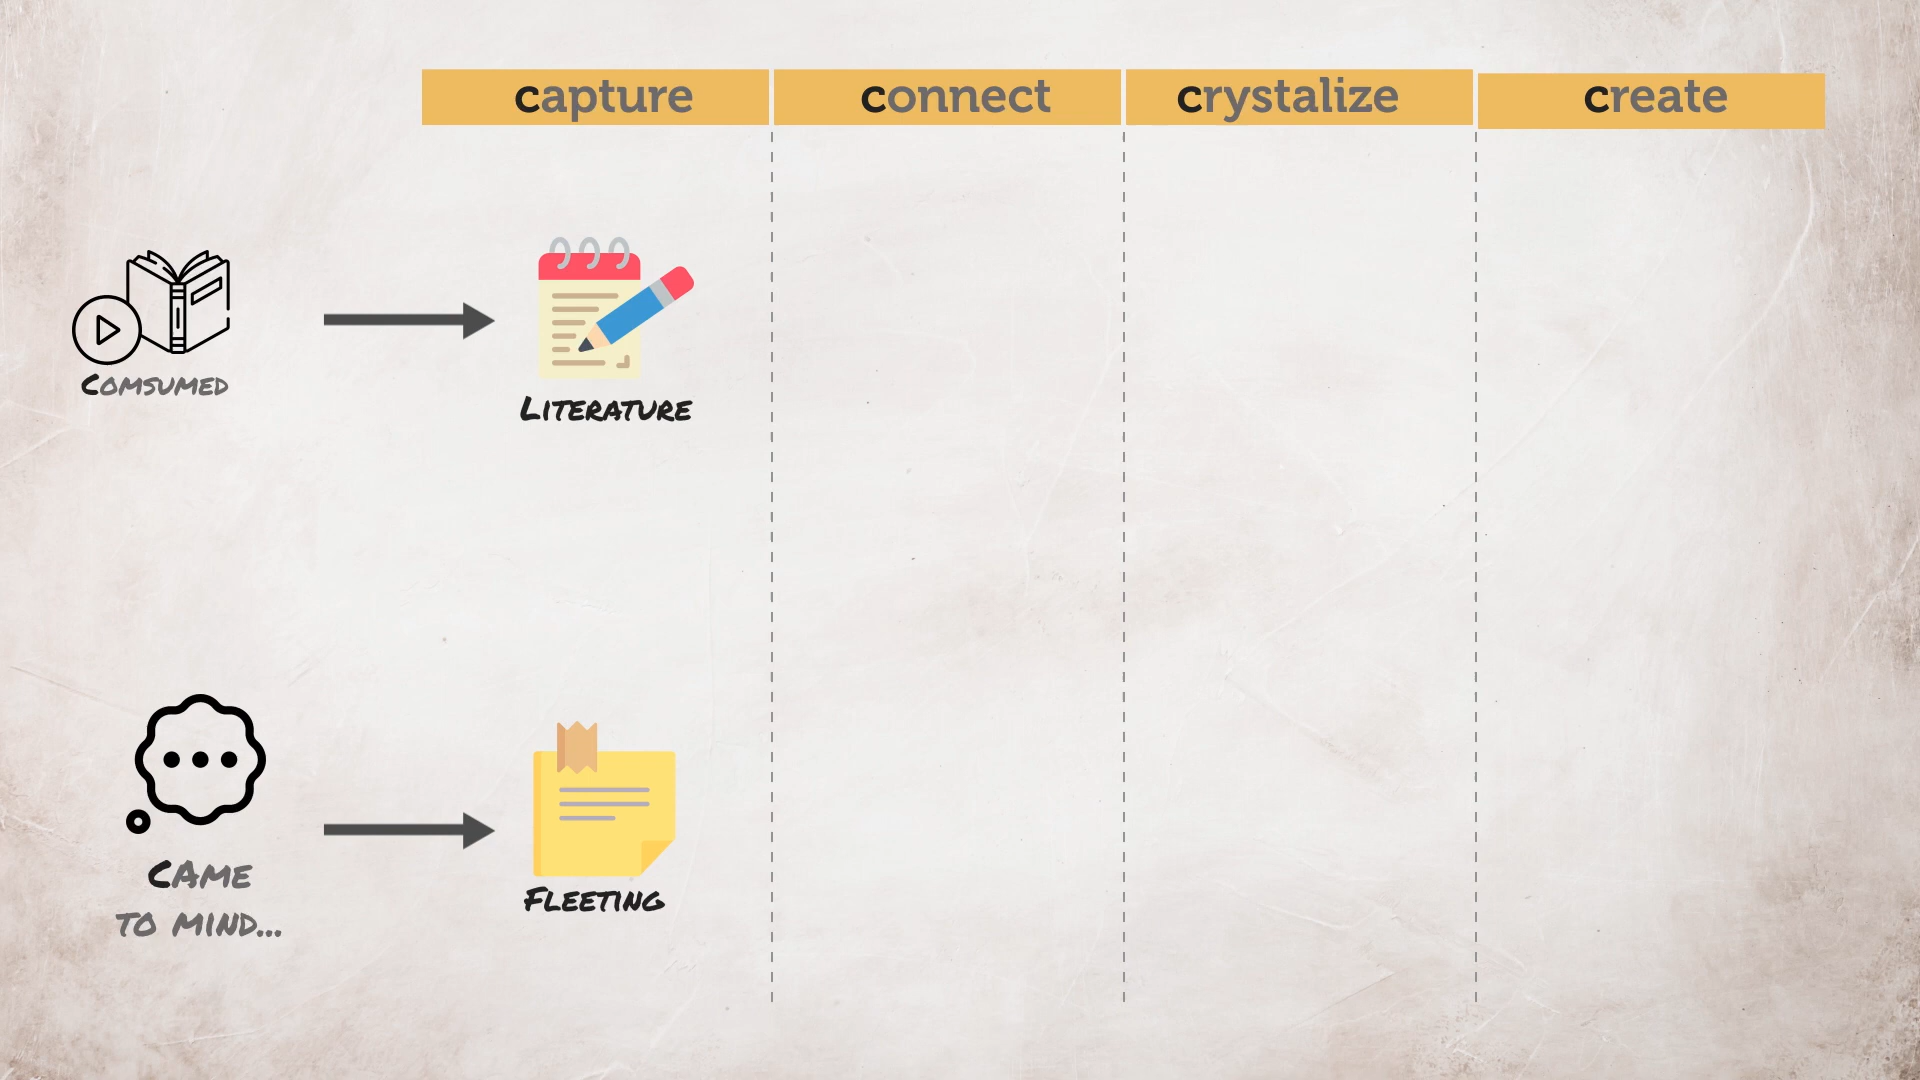 capture
connect
crystalize
create
Comsumed
Literature
Came
to mind...
Fleeting